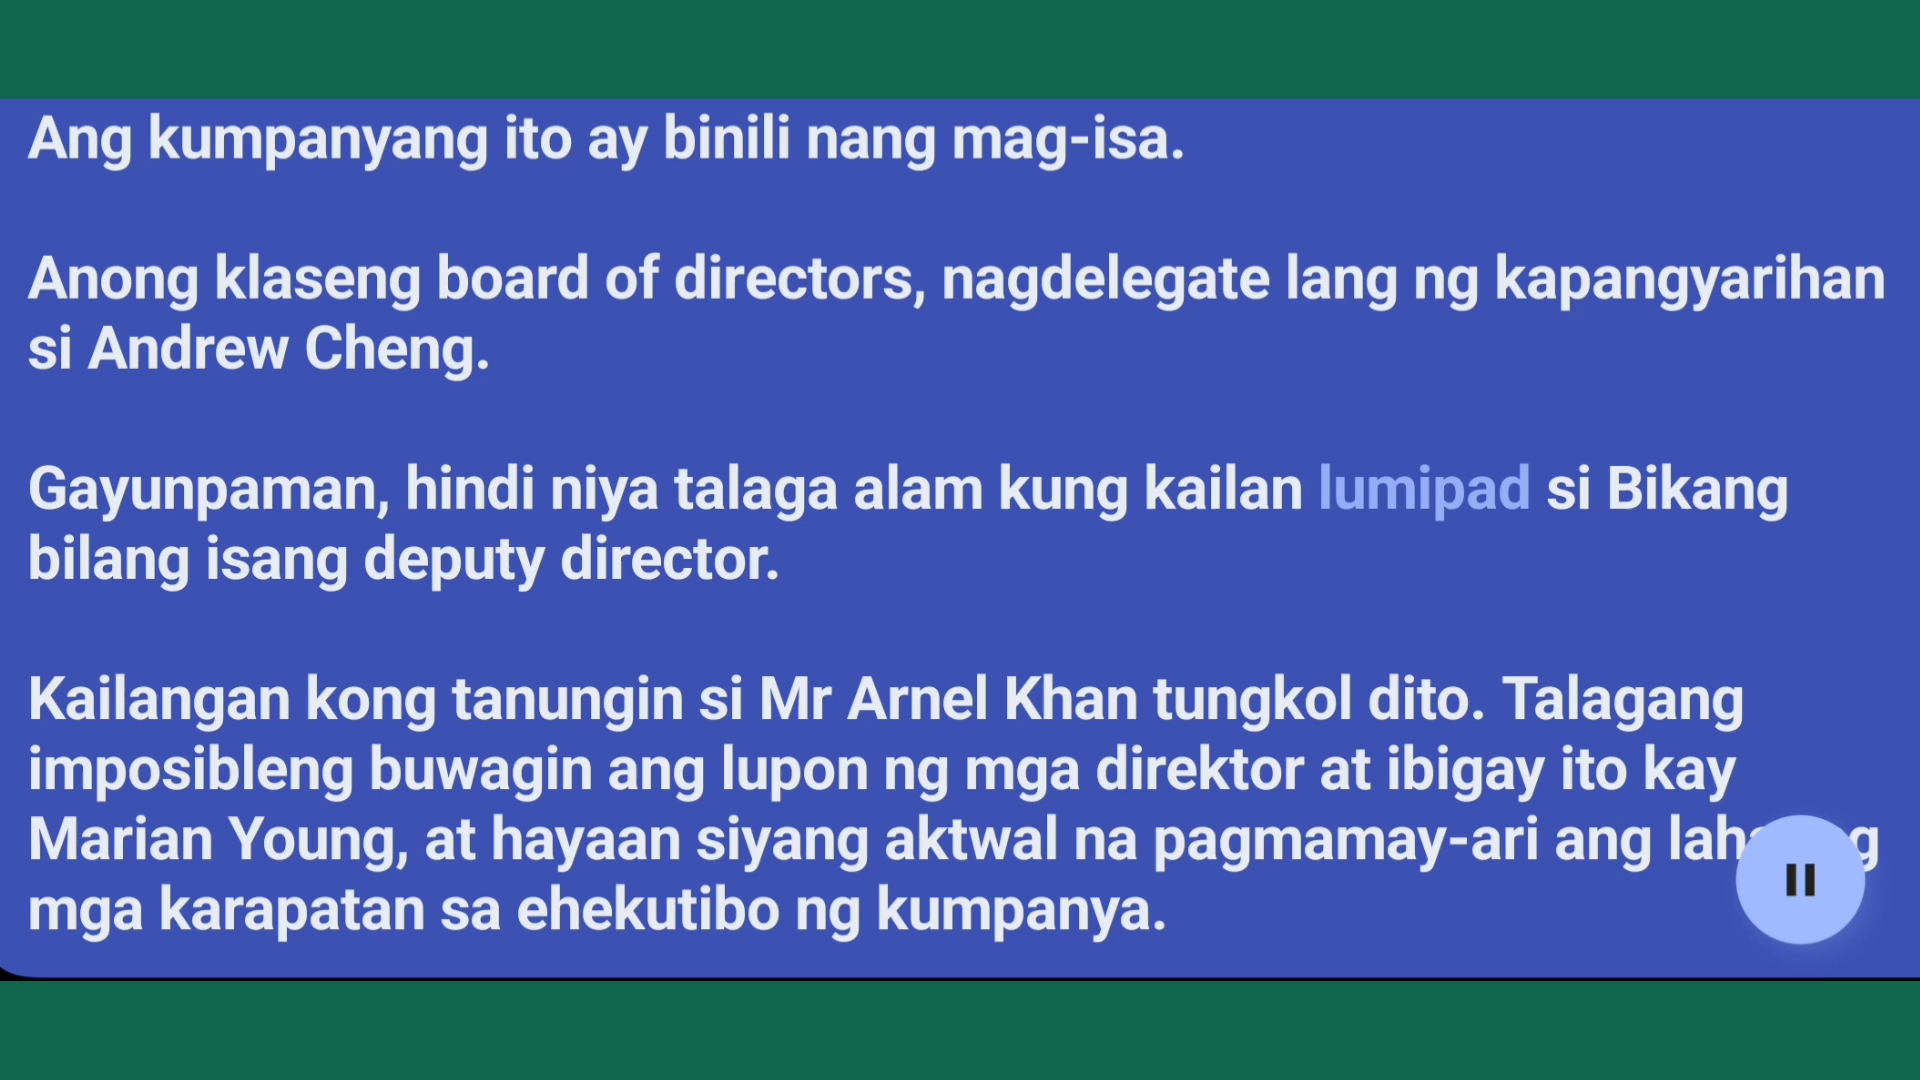 Ang kumpanyang ito ay binili nang mag-isa.
Anong klaseng board of directors, nagdelegate lang ng kapangyarihan
si Andrew Cheng.
Gayunpaman, hindi niya talaga alam kung kailan lumipad si Bikang
bilang isang deputy director.
Kailangan kong tanungin si Mr Arnel Khan tungkol dito. Talagang
imposibleng buwagin ang lupon ng mga direktor at ibigay ito kay
Marian Young, at hayaan siyang aktwal na pagmamay-ari ang
mga karapatan sa ehekutibo ng kumpanya.